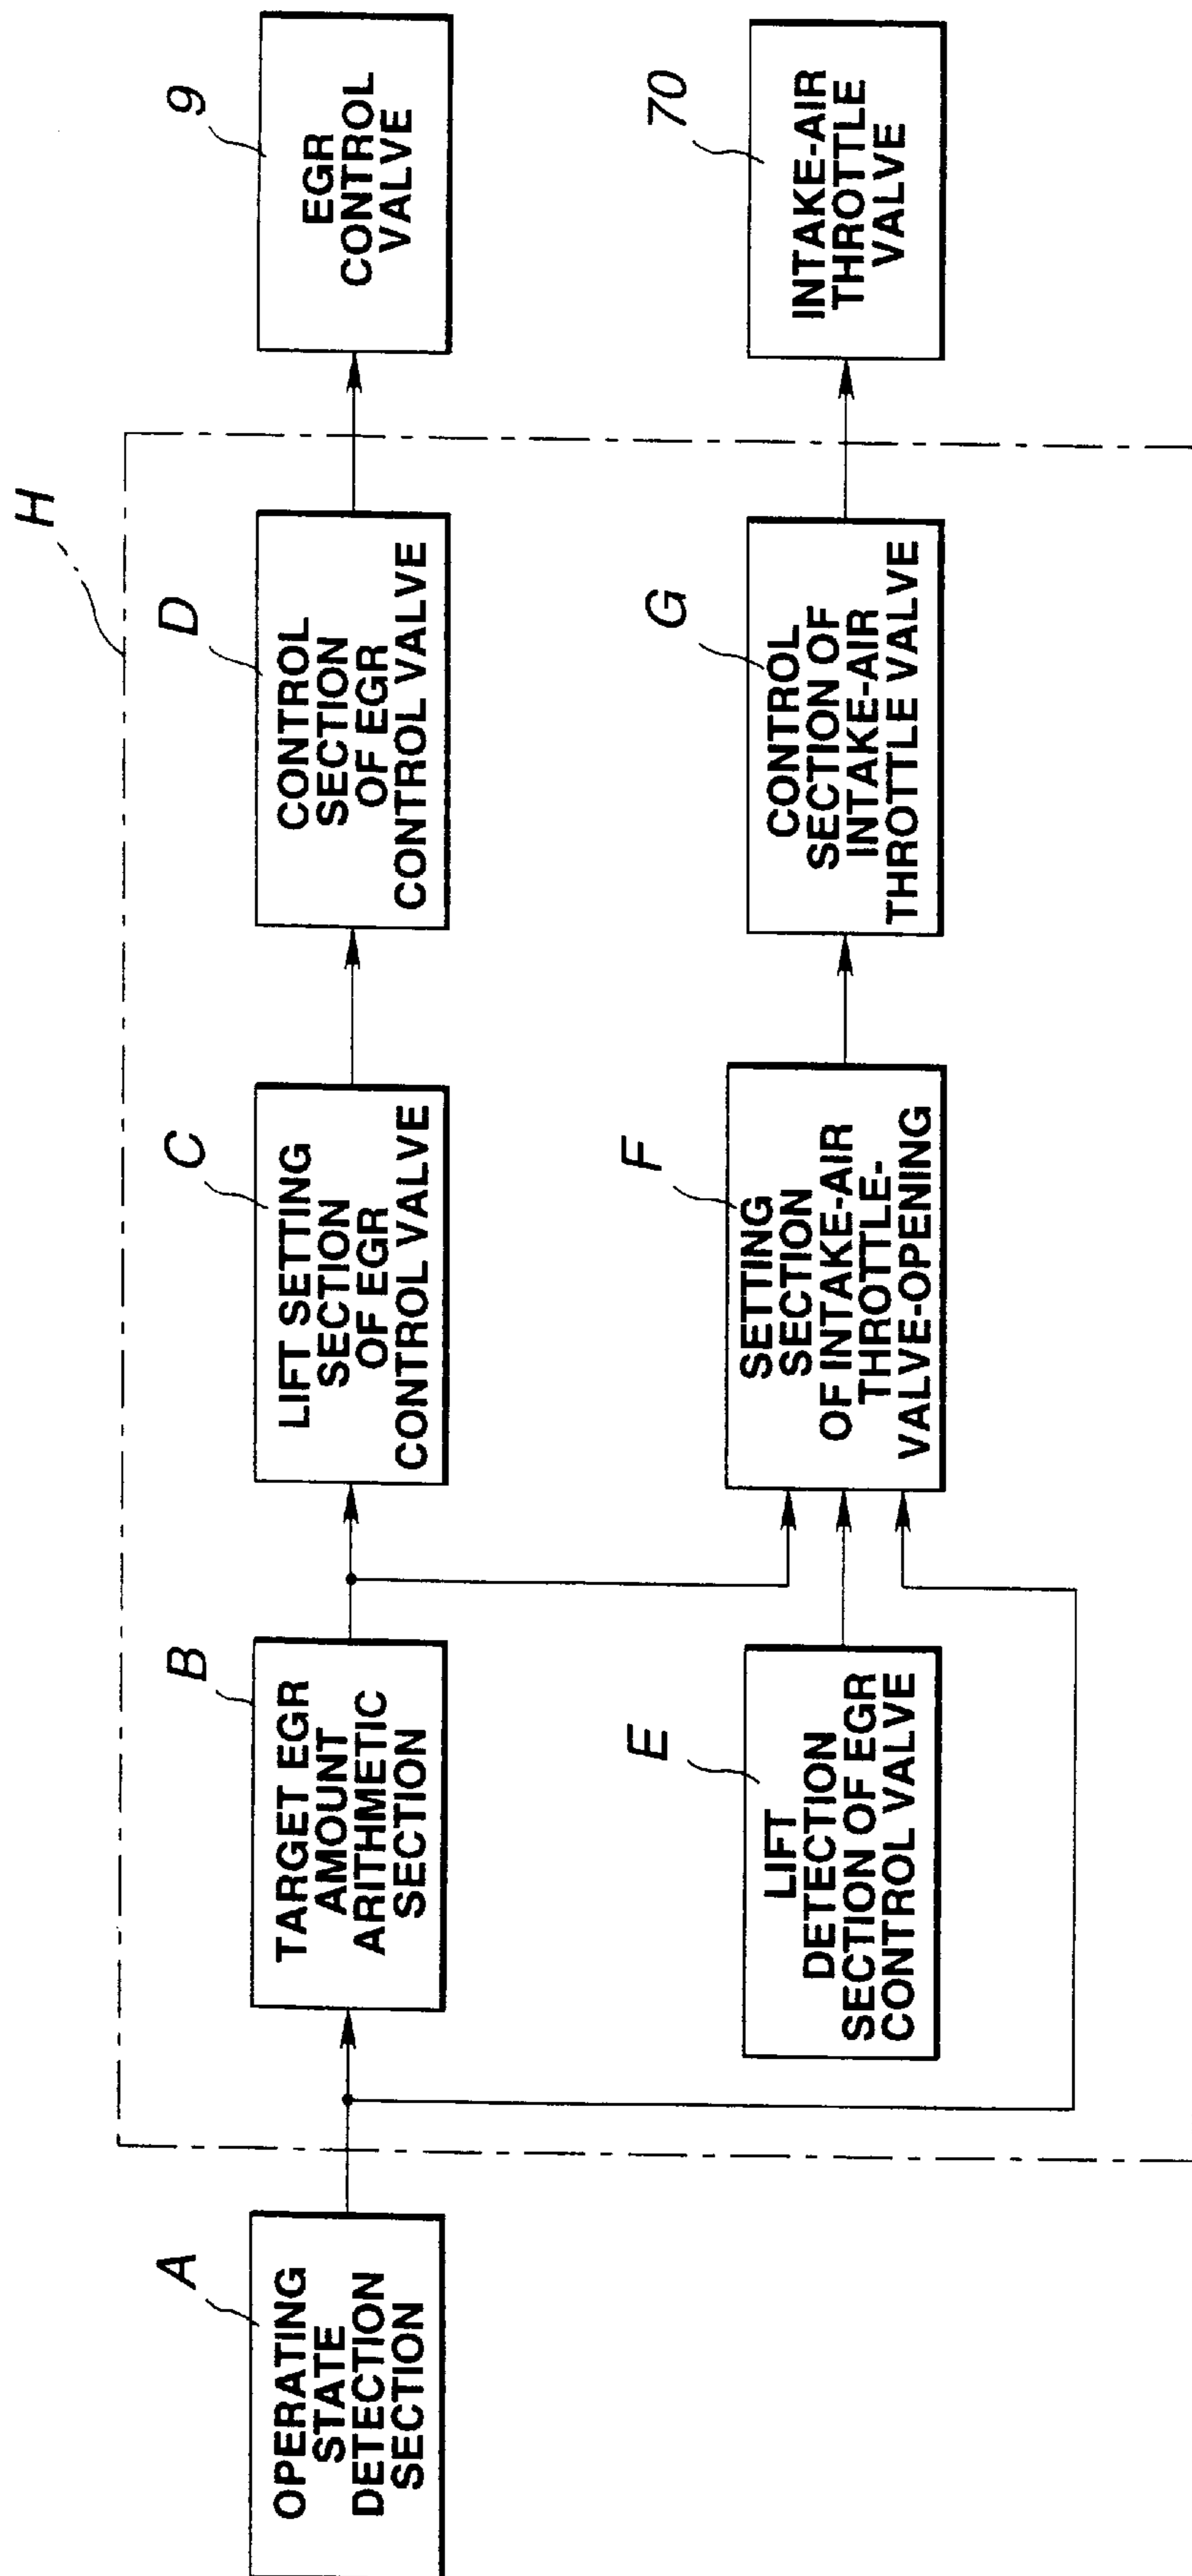 H
A
OPERATING
STATE
DETECTION
SECTION
B
TARGET EGR
AMOUNT
ARITHMETIC
SECTION
C
LIFT SETTING
SECTION
OF EGR
CONTROL VALVE
D
CONTROL
SECTION
OF EGR
CONTROL VALVE
9
EGR
CONTROL
VALVE
E
LIFT
DETECTION
SECTION OF EGR
CONTROL VALVE
F
SETTING
SECTION
OF INTAKE-AIR
THROTTLE-
VALVE-OPENING
G
CONTROL
SECTION OF
INTAKE-AIR
THROTTLE VALVE
70
INTAKE-AIR
THROTTLE
VALVE